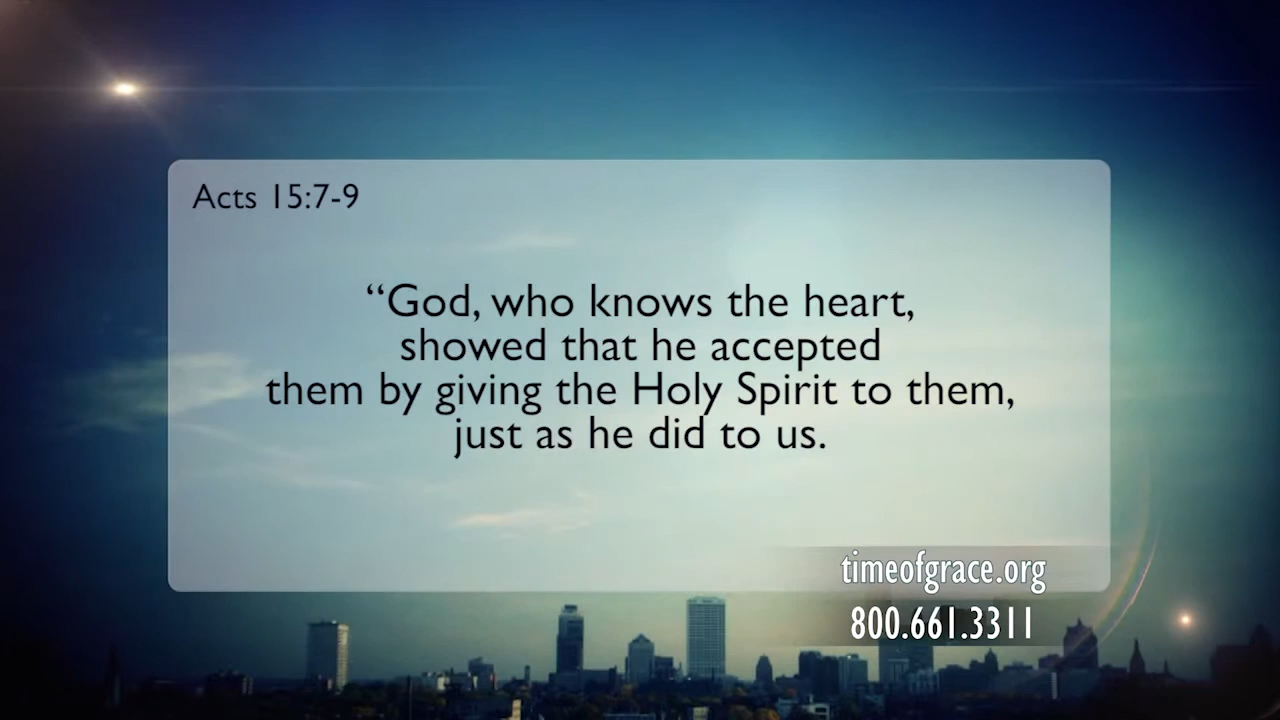 Acts 15:7-9
“God, who knows the heart,
showed that he accepted
them by giving the Holy Spirit to them,
just as he did to us.
timeofgrace.org
800.661.3311